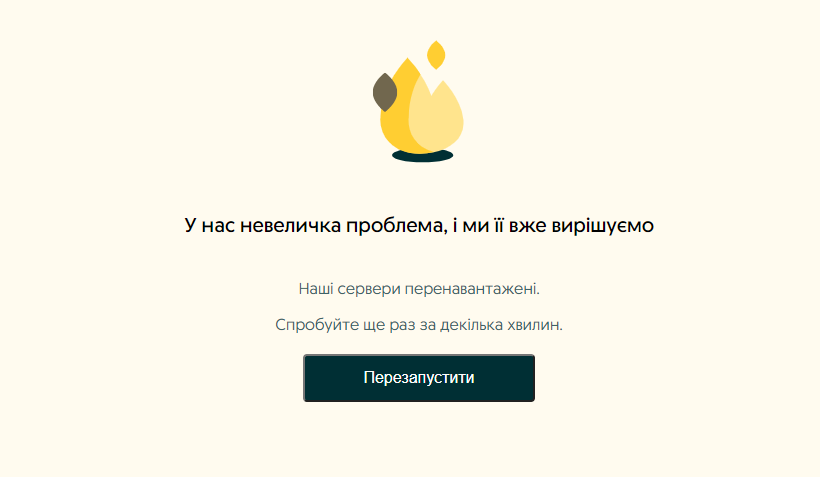 У нас невеличка проблема, і ми її вже вирішуємо
Наші сервери перенавантажені.
Спробуйте ще раз за декілька хвилин.
Перезапустити